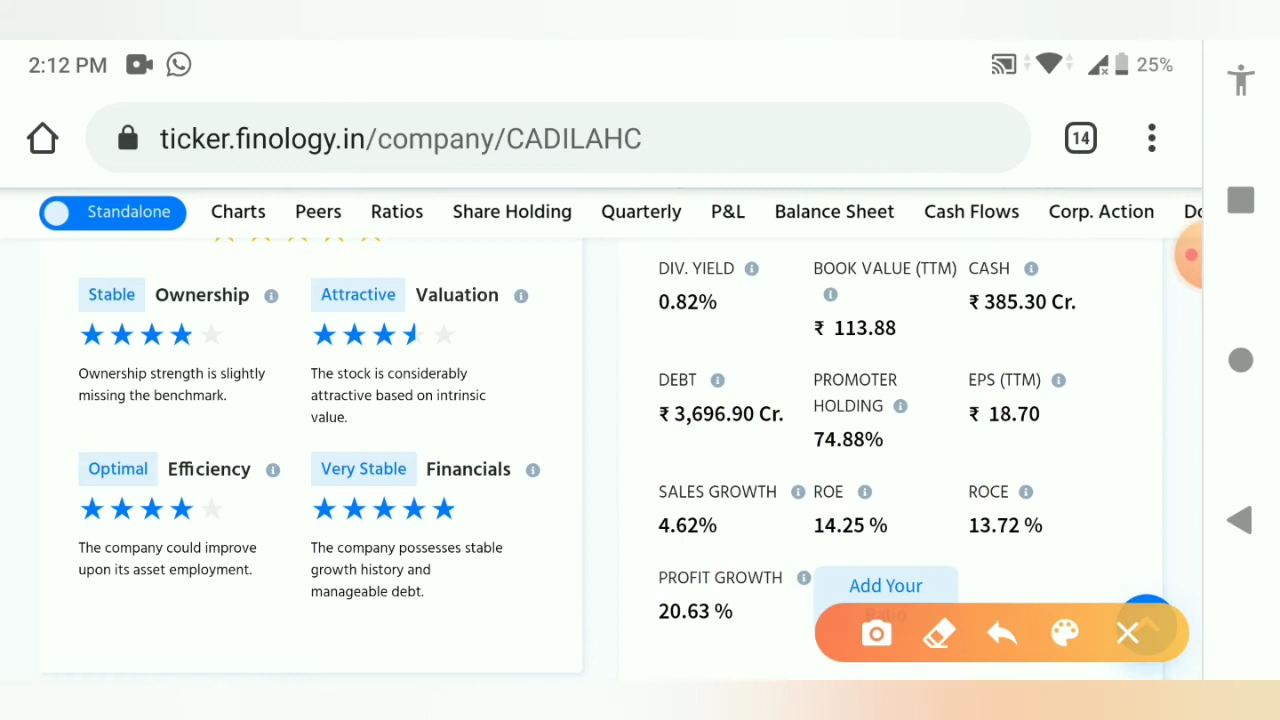 2:12 PM
25%
ticker.finology.in/company/CADILAHC
14
Standalone Charts Peers Ratios Share Holding Quarterly P&L Balance Sheet Cash Flows Corp. Action
Stable Ownership
Ownership strength is slightly
missing the benchmark.
Attractive Valuation
The stock is considerably
attractive based on intrinsic
value.
Optimal Efficiency
The company could improve
upon its asset employment.
Very Stable Financials
The company possesses stable
growth history and
manageable debt.
DIV. YIELD
0.82%
BOOK VALUE (TTM)
₹ 113.88
CASH
₹ 385.30 Cr.
DEBT
₹ 3,696.90 Cr.
PROMOTER
HOLDING
74.88%
EPS (TTM)
₹ 18.70
SALES GROWTH
4.62%
ROE
14.25 %
ROCE
13.72 %
PROFIT GROWTH
20.63 %
Add Your